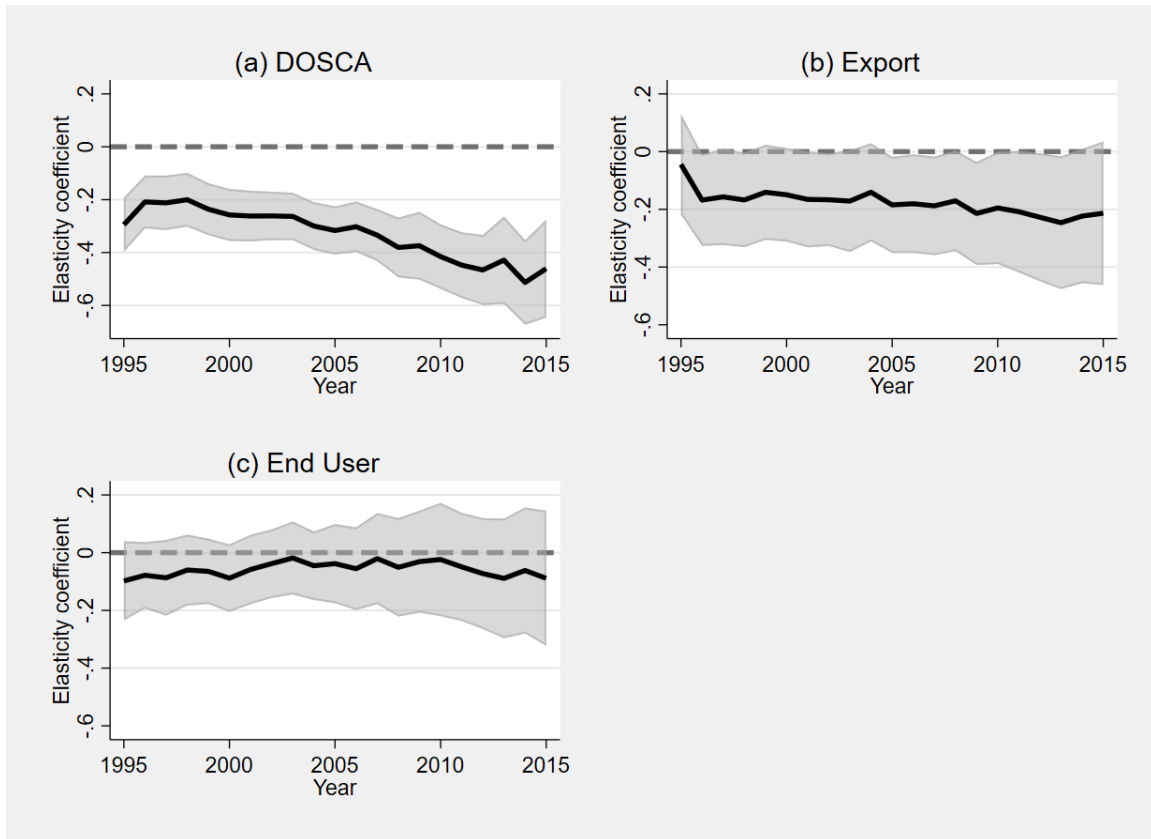 (a) DOSCA
Elasticity coefficient
.2
0
-.2
-.4
-.6
1995 2000 2005 2010 2015
Year
(b) Export
Elasticity coefficient
.2
0
-.2
-.4
-.6
1995 2000 2005 2010 2015
Year
(c) End User
Elasticity coefficient
.2
0
-.2
-.4
-.6
1995 2000 2005 2010 2015
Year